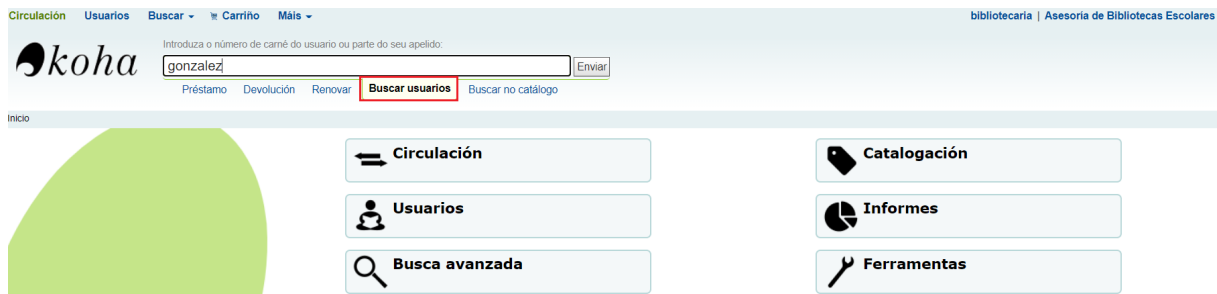 Circulación Usuarios Buscar Carriño Máis bibliotecaria | Asesoría de Bibliotecas Escolares
koha
Introduza o número de carné do usuario ou parte do seu apelido:
gonzalez Enviar
Préstamo Devolución Renovar Buscar usuarios Buscar no catálogo
Inicio
Circulación Catalogación
Usuarios Informes
Busca avanzada Ferramentas